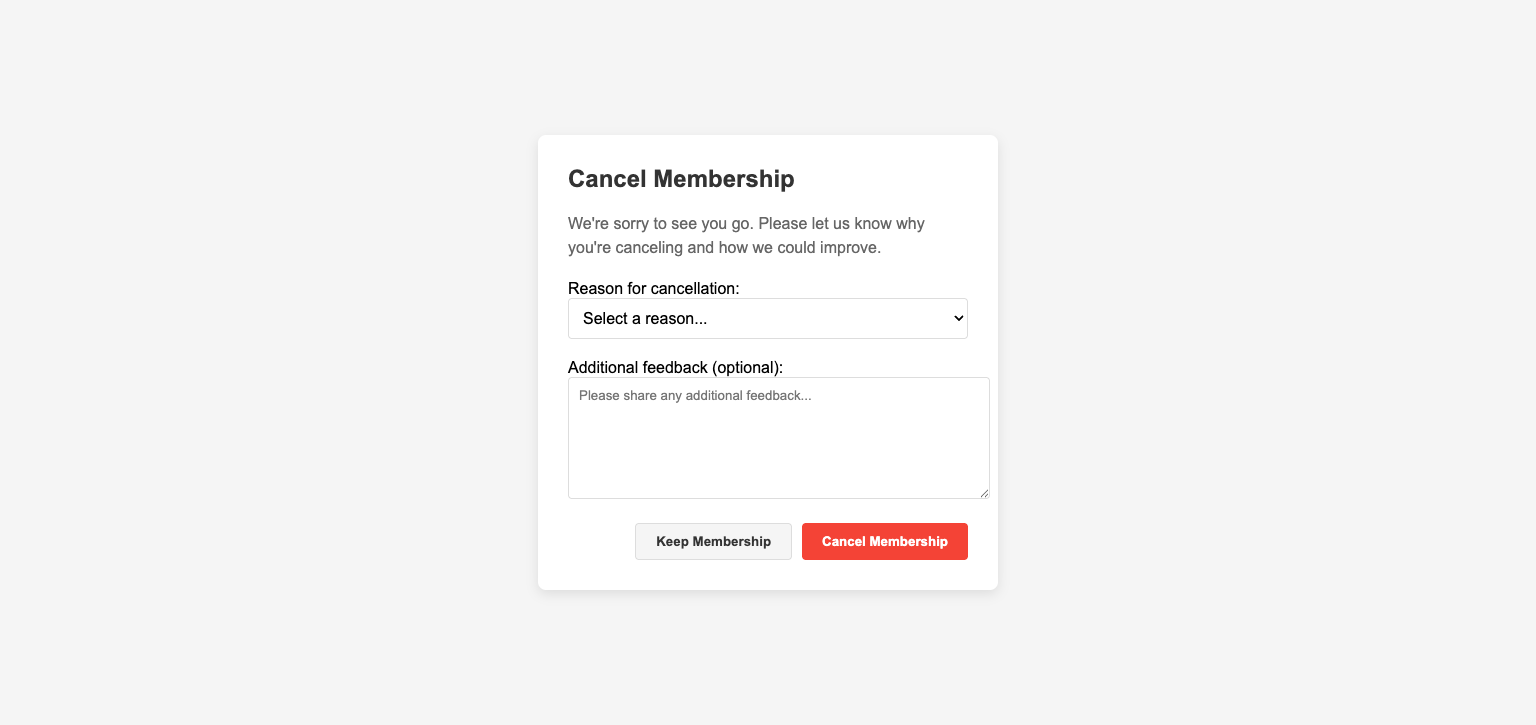 Cancel Membership
We're sorry to see you go. Please let us know why
you're canceling and how we could improve.
Reason for cancellation:
Select a reason...
Additional feedback (optional):
Please share any additional feedback...
Keep Membership
Cancel Membership